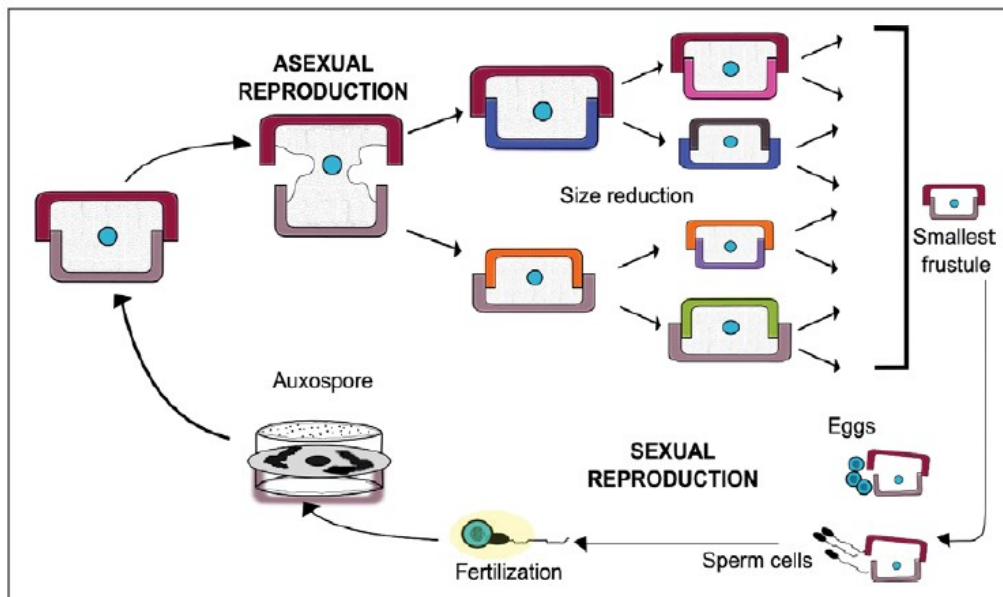 ASEXUAL
REPRODUCTION
Size reduction
Smallest
frustule
Auxospore
Eggs
SEXUAL
REPRODUCTION
Sperm cells
Fertilization